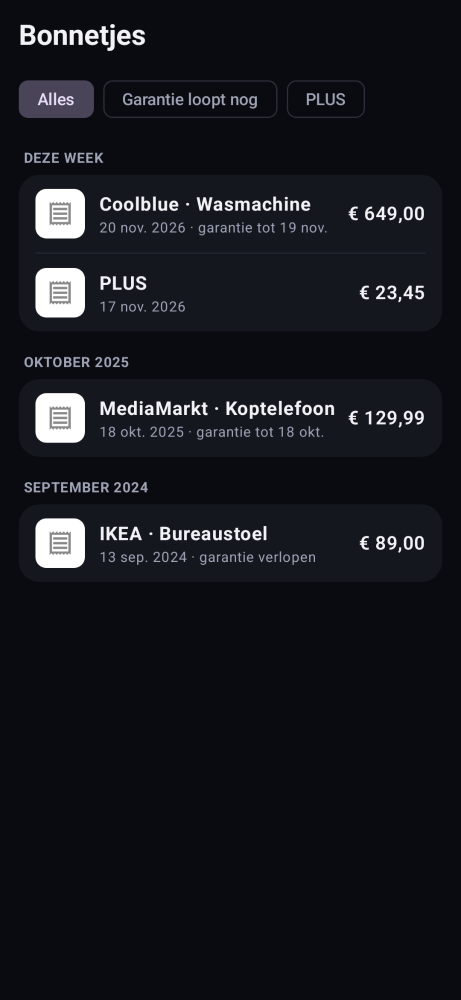 Bonnetjes
Alles
Garantie loopt nog
PLUS
DEZE WEEK
Coolblue · Wasmachine
€ 649,00
20 nov. 2026 · garantie tot 19 nov.
PLUS
€ 23,45
17 nov. 2026
OKTOBER 2025
MediaMarkt · Koptelefoon
€ 129,99
18 okt. 2025 · garantie tot 18 okt.
SEPTEMBER 2024
IKEA · Bureaustoel
€ 89,00
13 sep. 2024 · garantie verlopen